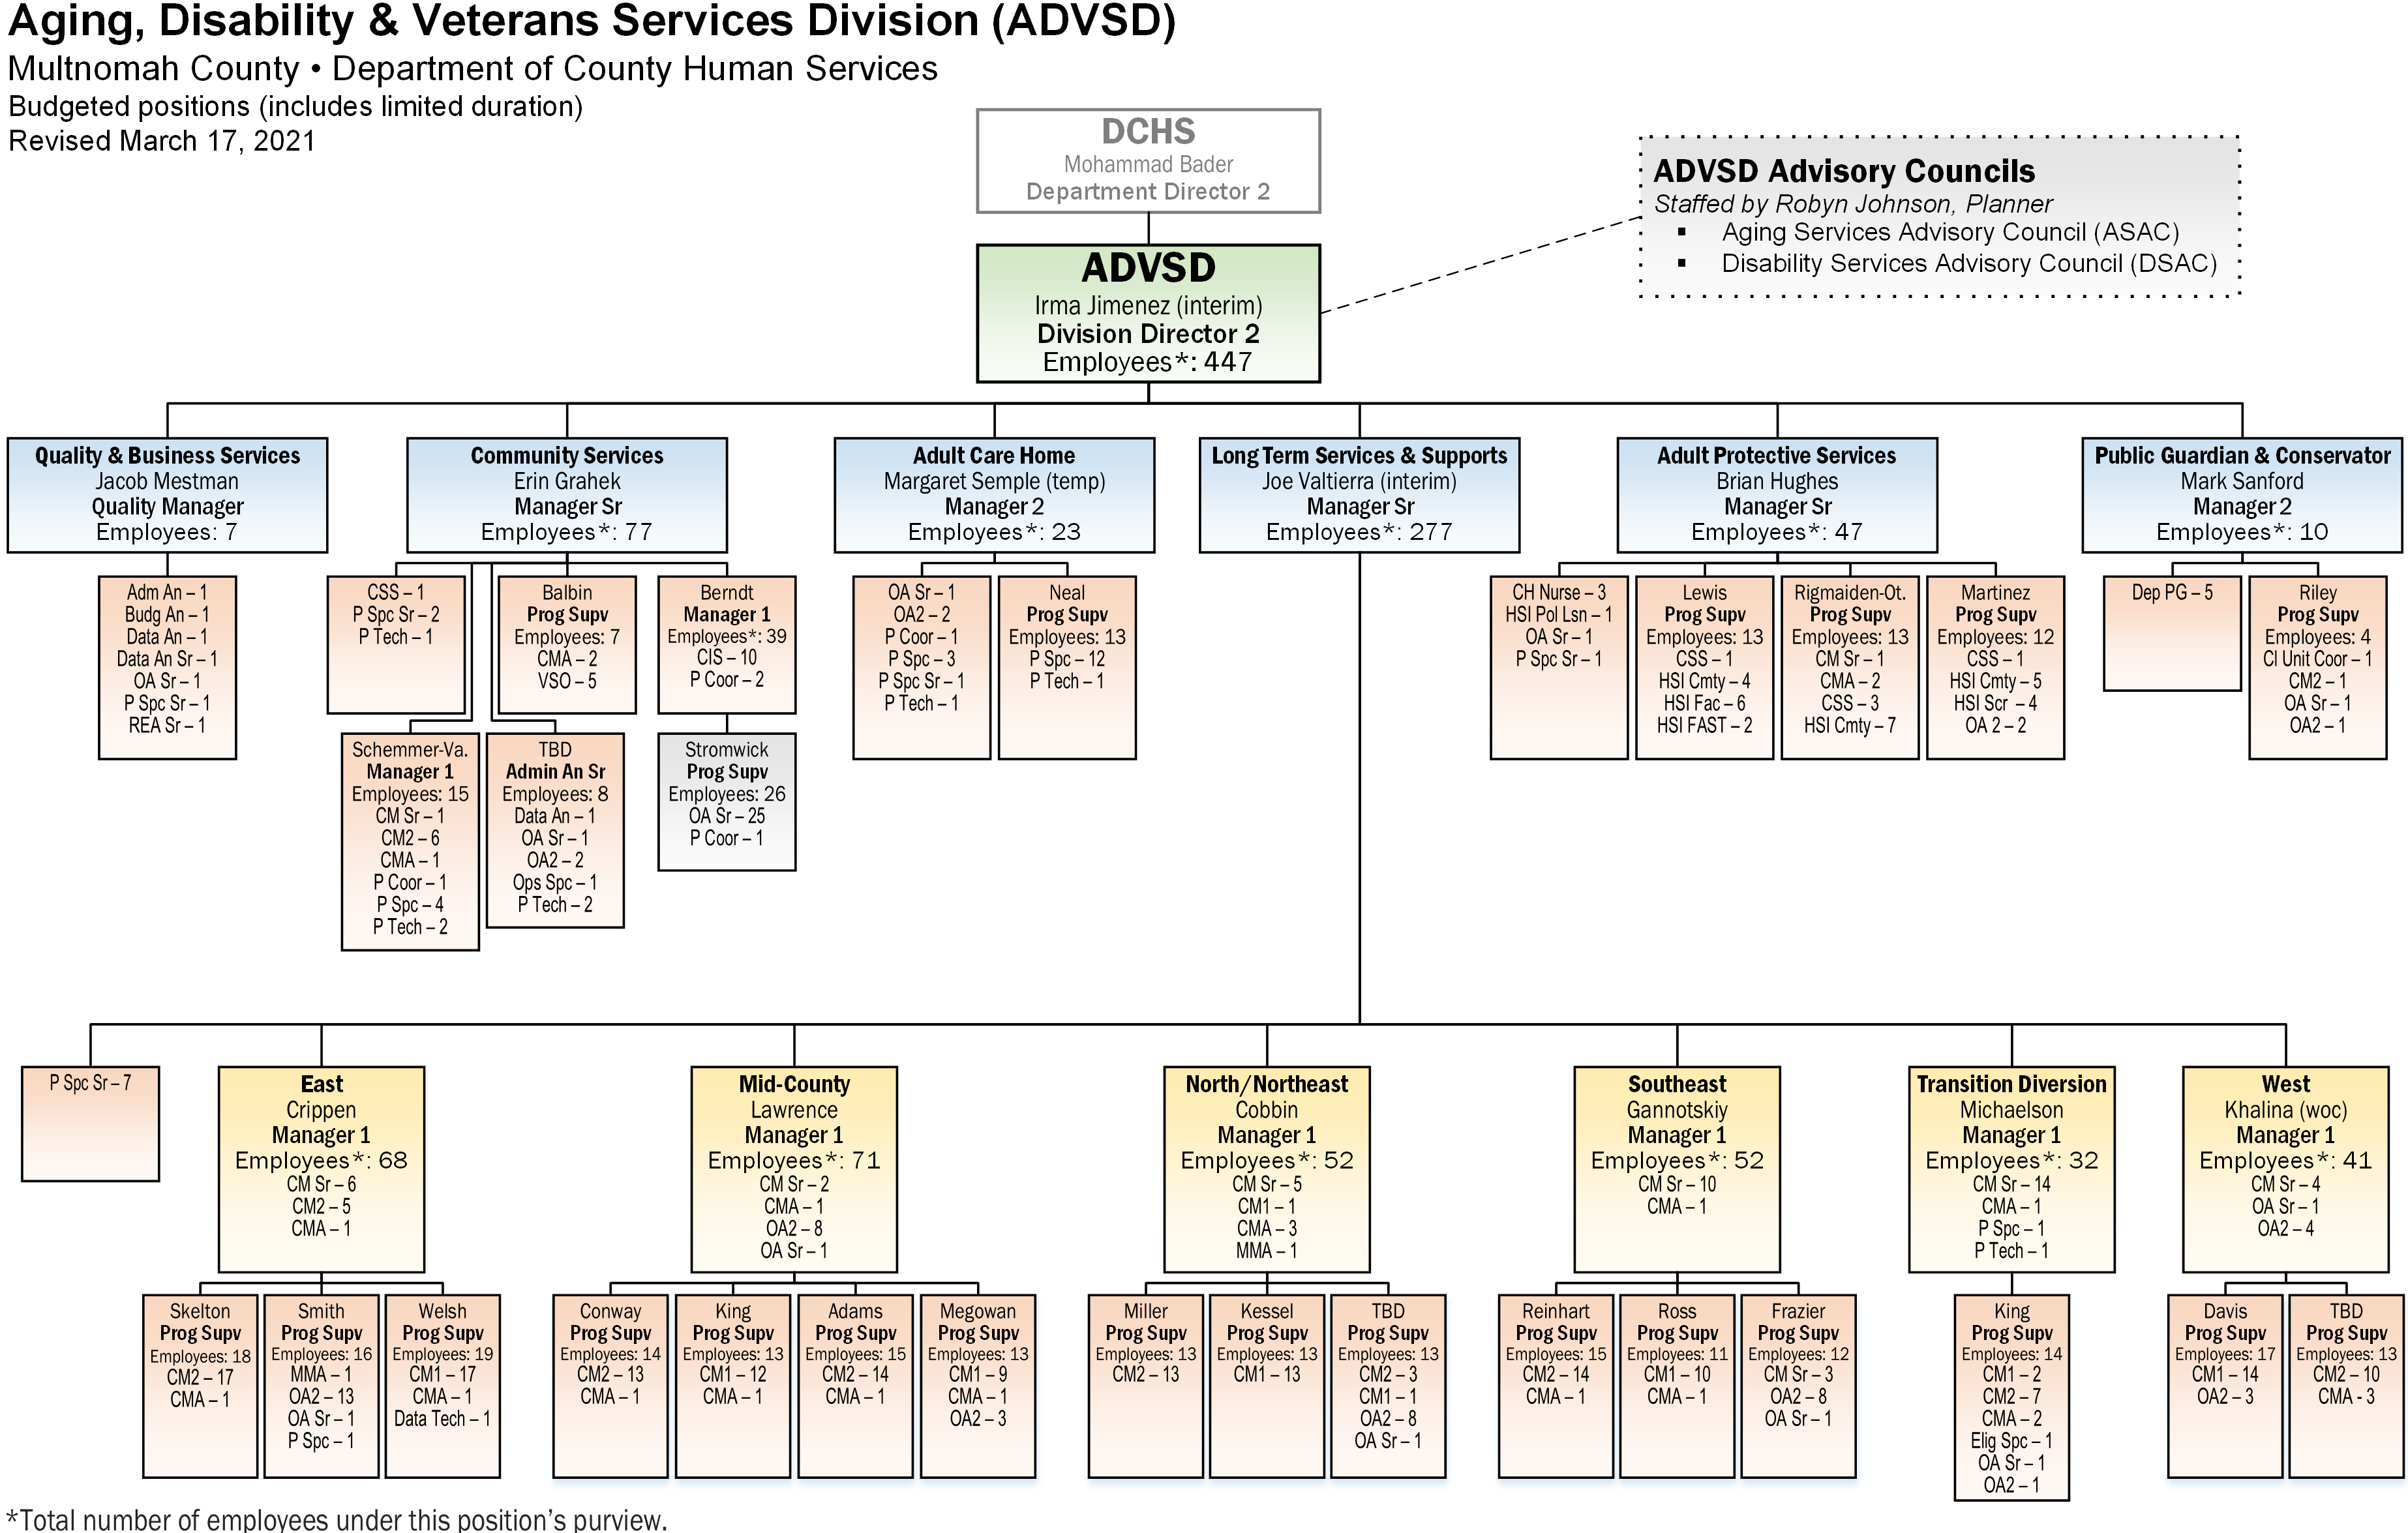 Aging, Disability & Veterans Services Division (ADVSD)
Multnomah County • Department of County Human Services
Budgeted positions (includes limited duration)
Revised March 17, 2021
DCHS
Mohammad Bader
Department Director 2
ADVSD Advisory Councils
Staffed by Robyn Johnson, Planner
▪ Aging Services Advisory Council (ASAC)
▪ Disability Services Advisory Council (DSAC)
ADVSD
Irma Jimenez (interim)
Division Director 2
Employees*: 447
Quality & Business Services
Jacob Mestman
Quality Manager
Employees: 7
Community Services
Erin Grahek
Manager Sr
Employees*: 77
Adult Care Home
Margaret Semple (temp)
Manager 2
Employees*: 23
Long Term Services & Supports
Joe Valtierra (interim)
Manager Sr
Employees*: 277
Adult Protective Services
Brian Hughes
Manager Sr
Employees*: 47
Public Guardian & Conservator
Mark Sanford
Manager 2
Employees*: 10
Adm An – 1
Budg An – 1
Data An – 1
Data An Sr – 1
OA Sr – 1
P Spc Sr – 1
REA Sr – 1
CSS – 1
P Spc Sr – 2
P Tech – 1
Balbin
Prog Supv
Employees: 7
CMA – 2
VSO – 5
Berndt
Manager 1
Employees*: 39
CIS – 10
P Coor – 2
Schemmer-Va.
Manager 1
Employees: 15
CM Sr – 1
CM2 – 6
CMA – 1
P Coor – 1
P Spc – 4
P Tech – 2
TBD
Admin An Sr
Employees: 8
Data An – 1
OA Sr – 1
OA2 – 2
Ops Spc – 1
P Tech – 2
Stromwick
Prog Supv
Employees: 26
OA Sr – 25
P Coor – 1
OA Sr – 1
OA2 – 2
P Coor – 1
P Spc – 3
P Spc Sr – 1
P Tech – 1
Neal
Prog Supv
Employees: 13
P Spc – 12
P Tech – 1
CH Nurse – 3
HSI Pol Lsn – 1
OA Sr – 1
P Spc Sr – 1
Lewis
Prog Supv
Employees: 13
CSS – 1
HSI Cmty – 4
HSI Fac – 6
HSI FAST – 2
Rigmaiden-Ot.
Prog Supv
Employees: 13
CM Sr – 1
CMA – 2
CSS – 3
HSI Cmty – 7
Martinez
Prog Supv
Employees: 12
CSS – 1
HSI Cmty – 5
HSI Scr – 4
OA 2 – 2
Dep PG – 5
Riley
Prog Supv
Employees: 4
Cl Unit Coor – 1
CM2 – 1
OA Sr – 1
OA2 – 1
P Spc Sr – 7
East
Crippen
Manager 1
Employees*: 68
CM Sr – 6
CM2 – 5
CMA – 1
Mid-County
Lawrence
Manager 1
Employees*: 71
CM Sr – 2
CMA – 1
OA2 – 8
OA Sr – 1
North/Northeast
Cobbin
Manager 1
Employees*: 52
CM Sr – 5
CM1 – 1
CMA – 3
MMA – 1
Southeast
Gannotskiy
Manager 1
Employees*: 52
CM Sr – 10
CMA – 1
Transition Diversion
Michaelson
Manager 1
Employees*: 32
CM Sr – 14
CMA – 1
P Spc – 1
P Tech – 1
West
Khalina (woc)
Manager 1
Employees*: 41
CM Sr – 4
OA Sr – 1
OA2 – 4
Skelton
Prog Supv
Employees: 18
CM2 – 17
CMA – 1
Smith
Prog Supv
Employees: 16
MMA – 1
OA2 – 13
OA Sr – 1
P Spc – 1
Welsh
Prog Supv
Employees: 19
CM1 – 17
CMA – 1
Data Tech – 1
Conway
Prog Supv
Employees: 14
CM2 – 13
CMA – 1
King
Prog Supv
Employees: 13
CM1 – 12
CMA – 1
Adams
Prog Supv
Employees: 15
CM2 – 14
CMA – 1
Megowan
Prog Supv
Employees: 13
CM1 – 9
CMA – 1
OA2 – 3
Miller
Prog Supv
Employees: 13
CM2 – 13
Kessel
Prog Supv
Employees: 13
CM1 – 13
TBD
Prog Supv
Employees: 13
CM2 – 3
CM1 – 1
OA2 – 8
OA Sr – 1
Reinhart
Prog Supv
Employees: 15
CM2 – 14
CMA – 1
Ross
Prog Supv
Employees: 11
CM1 – 10
CMA – 1
Frazier
Prog Supv
Employees: 12
CM Sr – 3
OA2 – 8
OA Sr – 1
King
Prog Supv
Employees: 14
CM1 – 2
CM2 – 7
CMA – 2
Elig Spc – 1
OA Sr – 1
OA2 – 1
Davis
Prog Supv
Employees: 17
CM1 – 14
OA2 – 3
TBD
Prog Supv
Employees: 13
CM2 – 10
CMA - 3
*Total number of employees under this position’s purview.